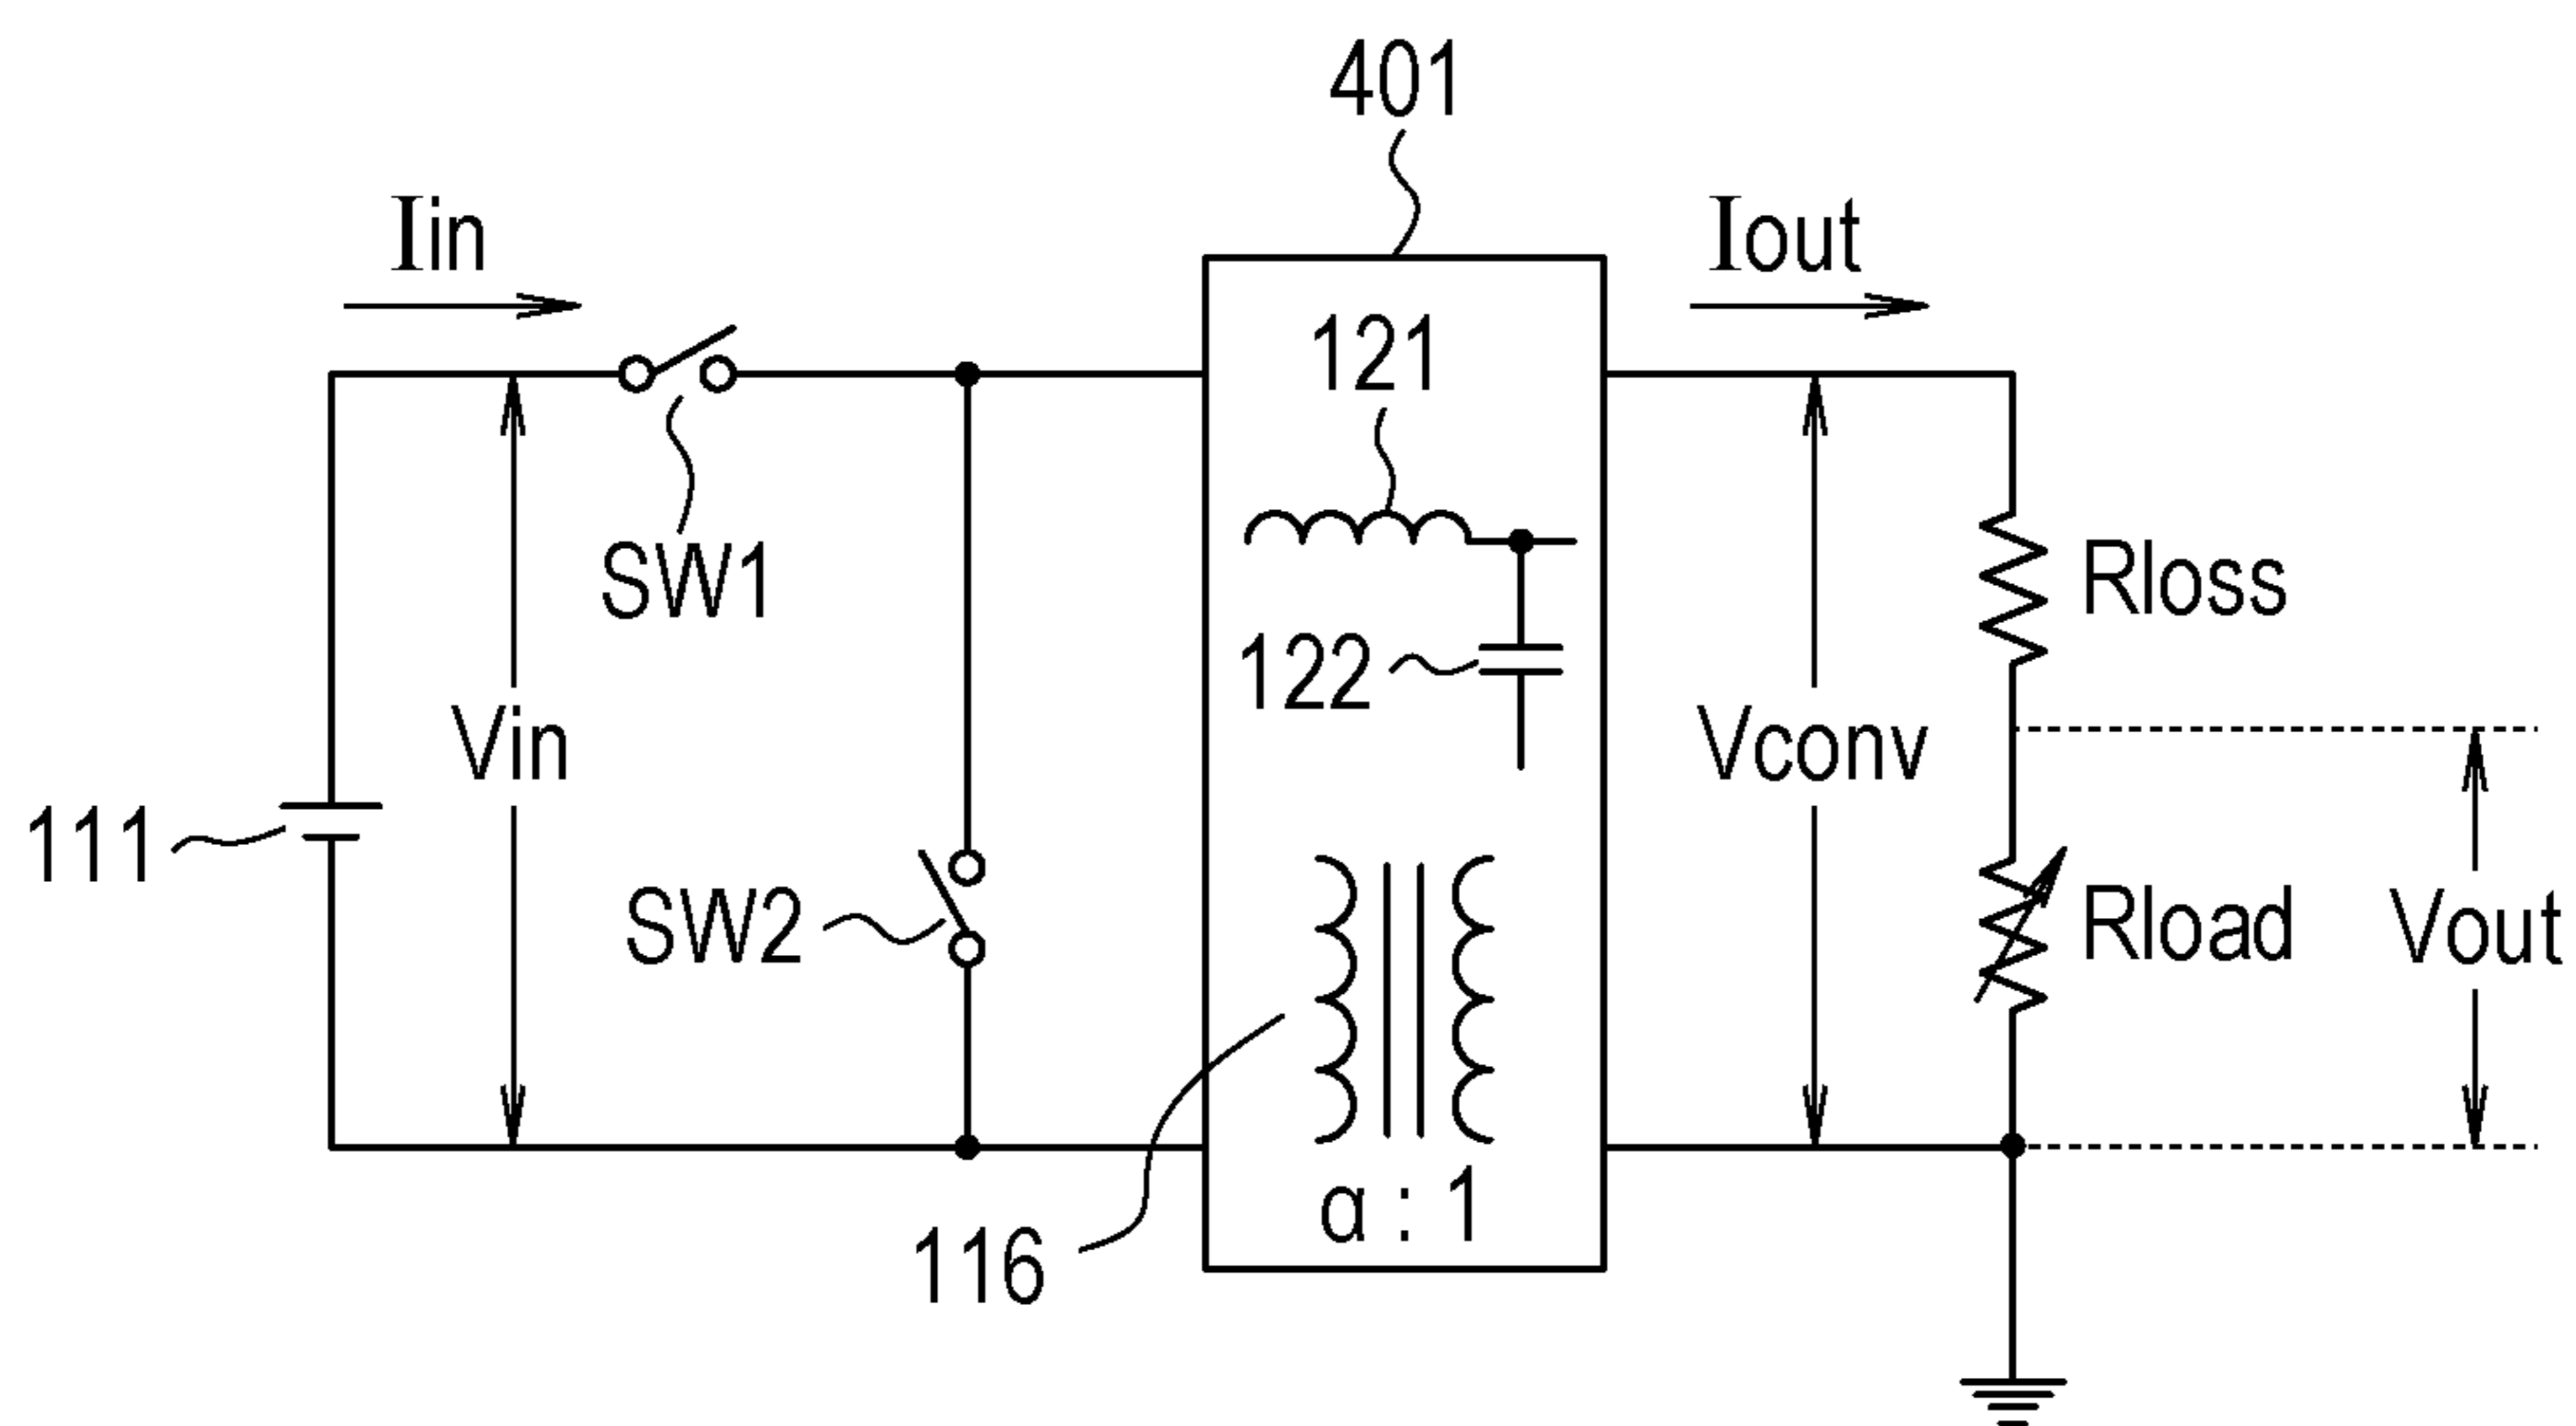 401
Iin
Iout
121
SW1
Rloss
122
Vin
Vconv
111
SW2
Rload
Vout
a : 1
116